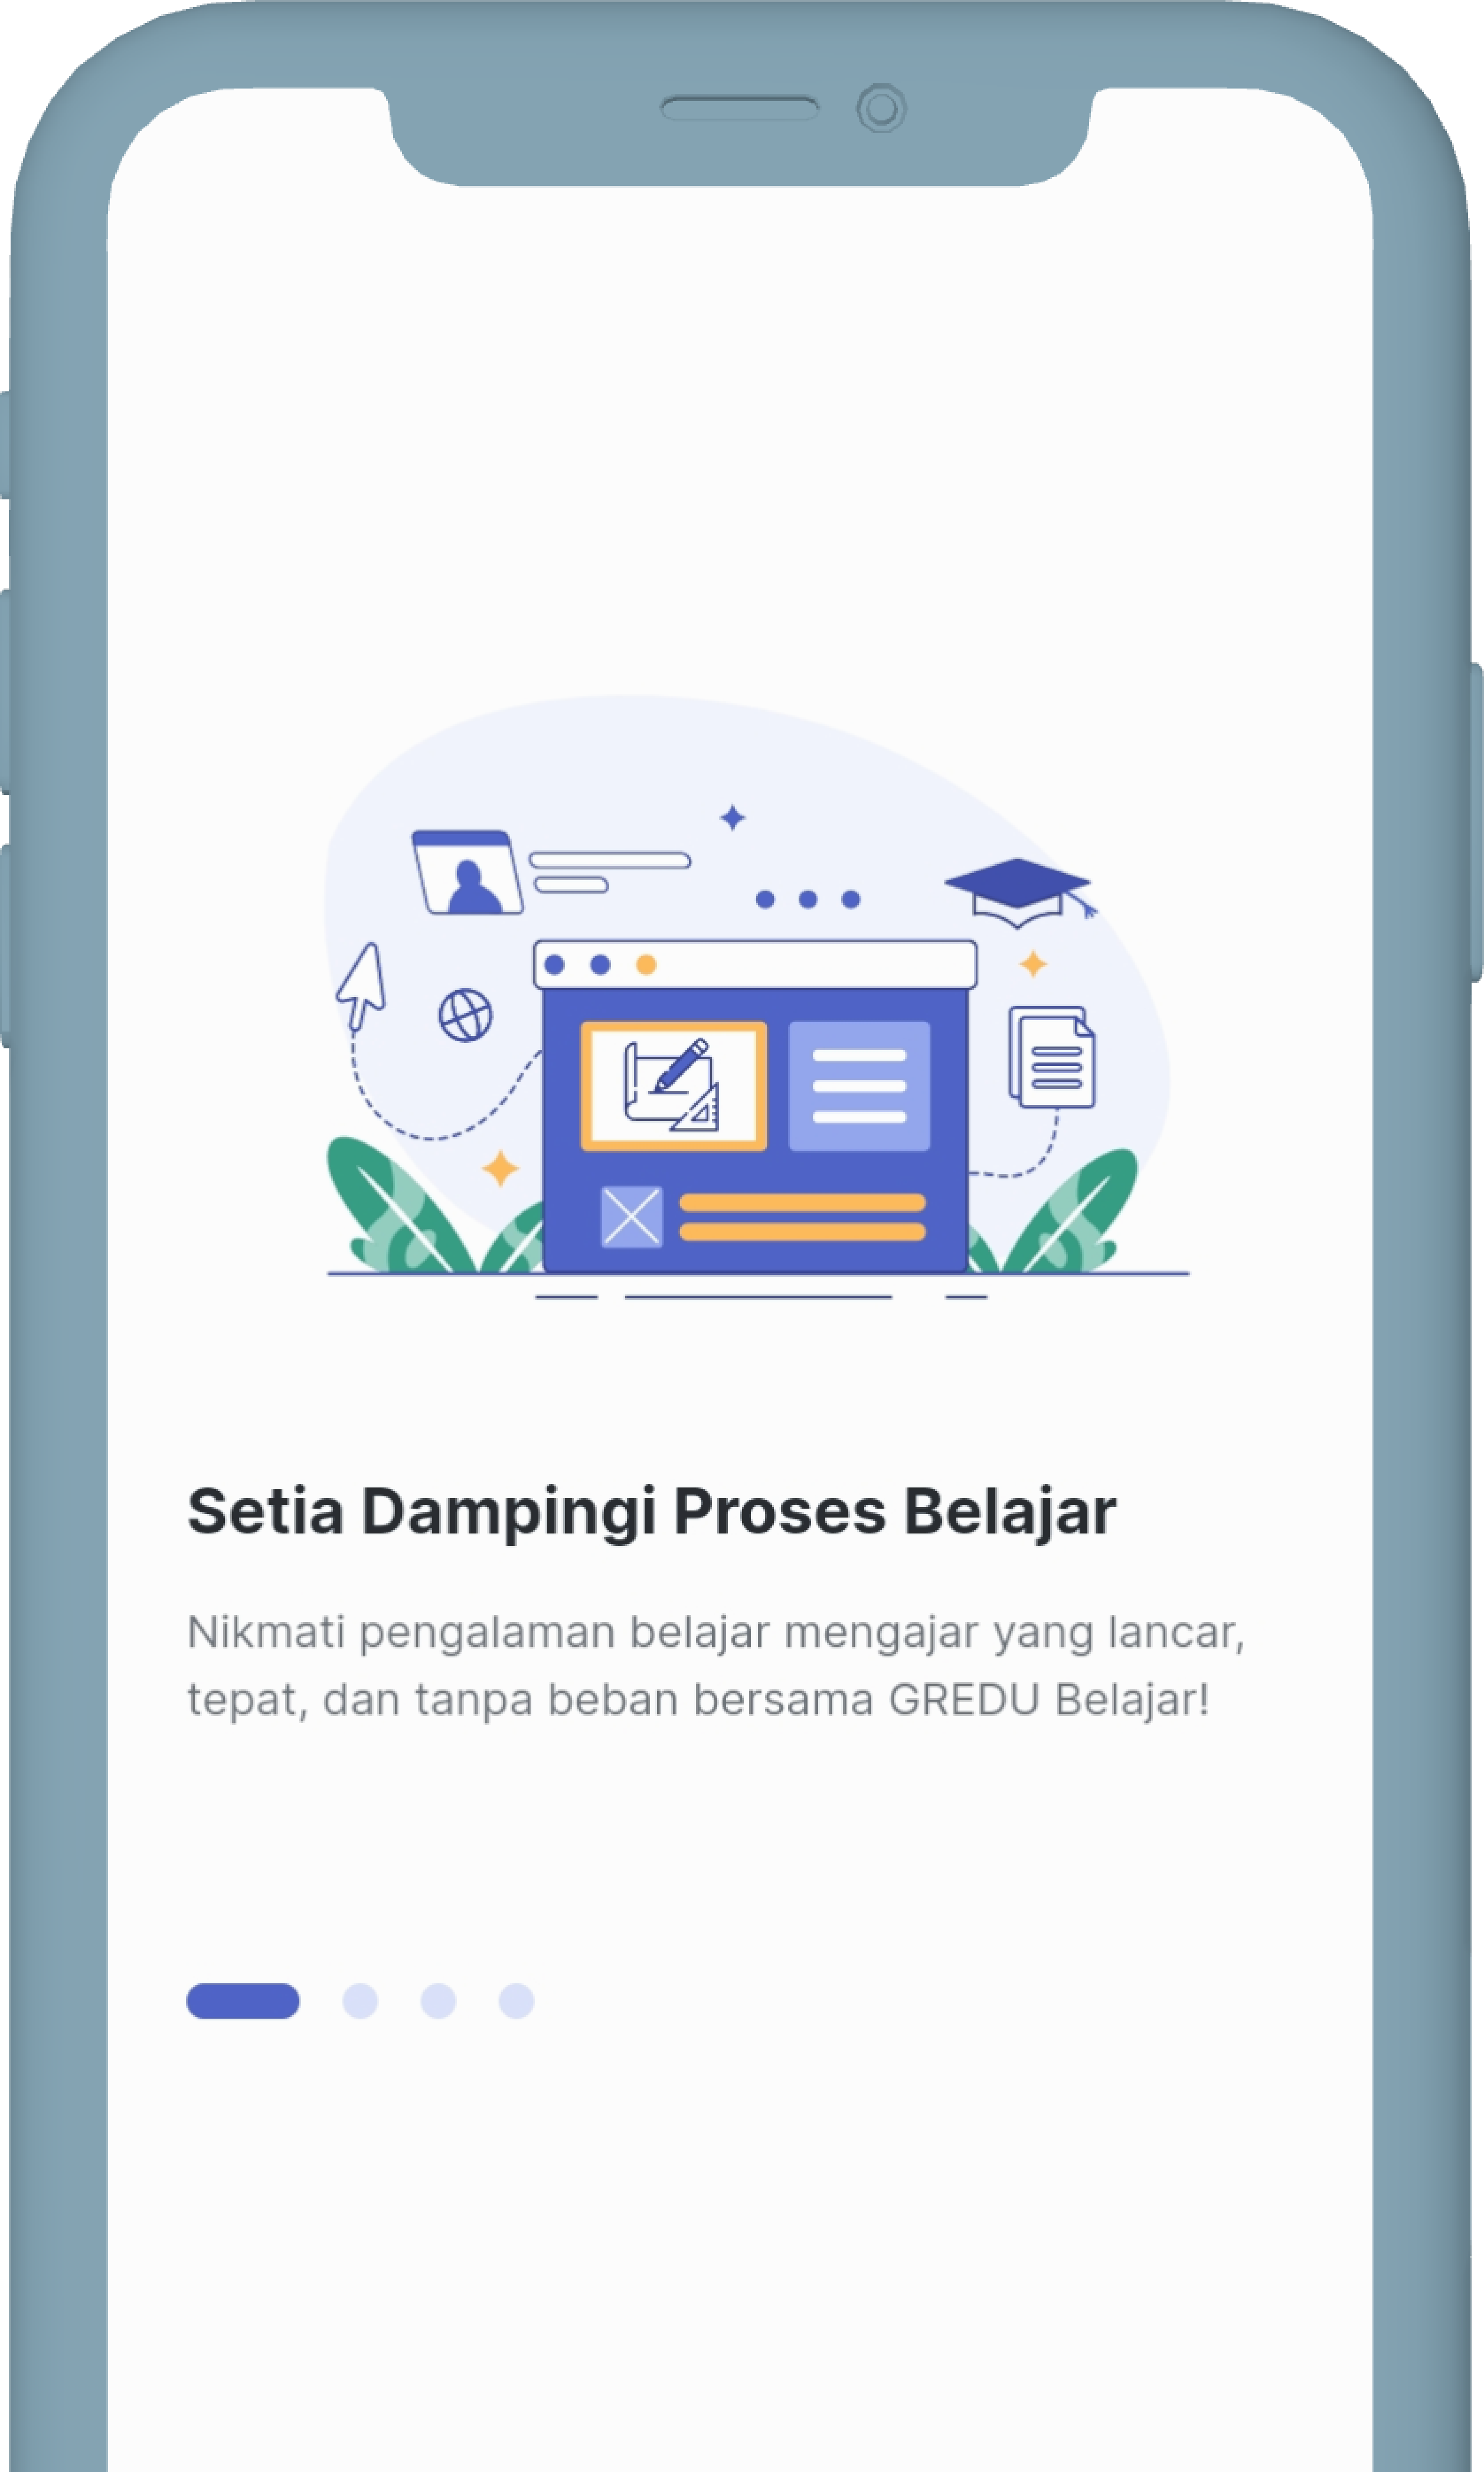 Setia Dampingi Proses Belajar
Nikmati pengalaman belajar mengajar yang lancar,
tepat, dan tanpa beban bersama GREDU Belajar!